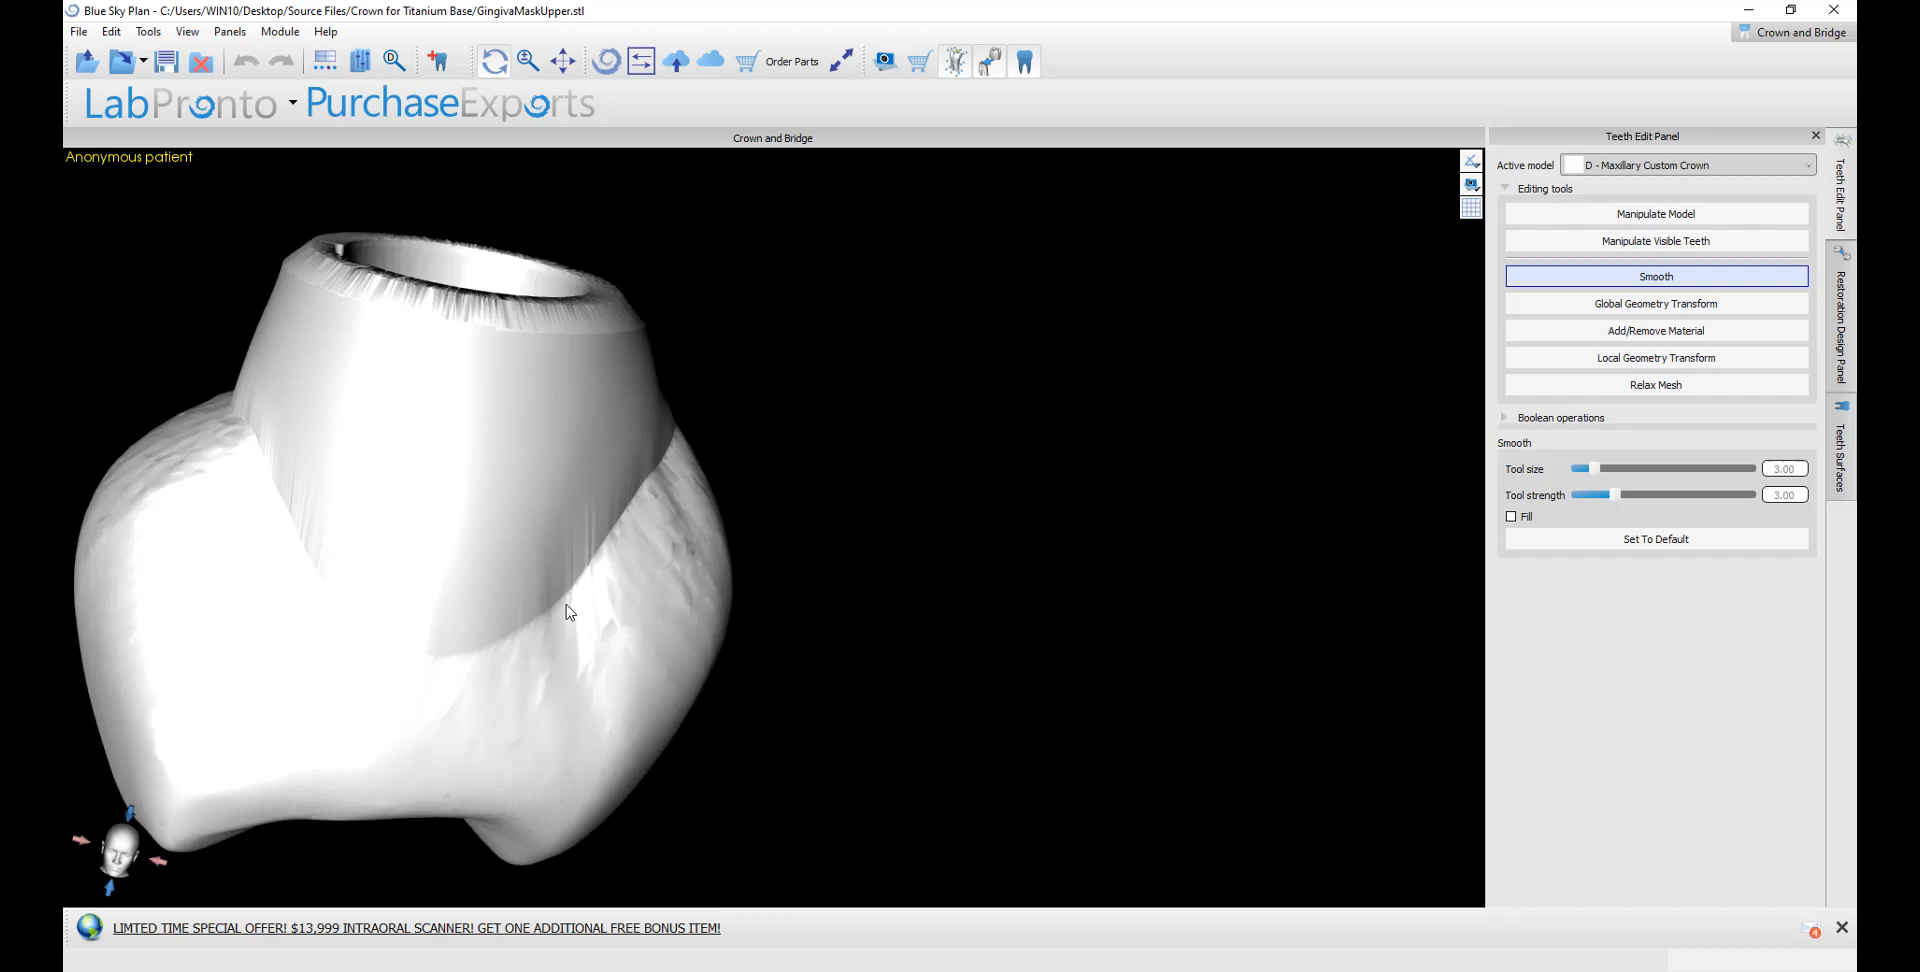 Blue Sky Plan - C:/Users/WIN10/Desktop/Source Files/Crown for Titanium Base/GingivaMaskUpper.stl
File Edit Tools View Panels Module Help
Crown and Bridge
Order Parts
LabPronto PurchaseExports
Crown and Bridge
Anonymous patient
Teeth Edit Panel
Active model D - Maxillary Custom Crown
Editing tools
Manipulate Model
Manipulate Visible Teeth
Smooth
Global Geometry Transform
Add/Remove Material
Local Geometry Transform
Relax Mesh
Boolean operations
Smooth
Tool size 3.00
Tool strength 3.00
Fill
Set To Default
Teeth Edit Panel
Restoration Design Panel
Teeth Surfaces
LIMTED TIME SPECIAL OFFER! $13,999 INTRAORAL SCANNER! GET ONE ADDITIONAL FREE BONUS ITEM!
4